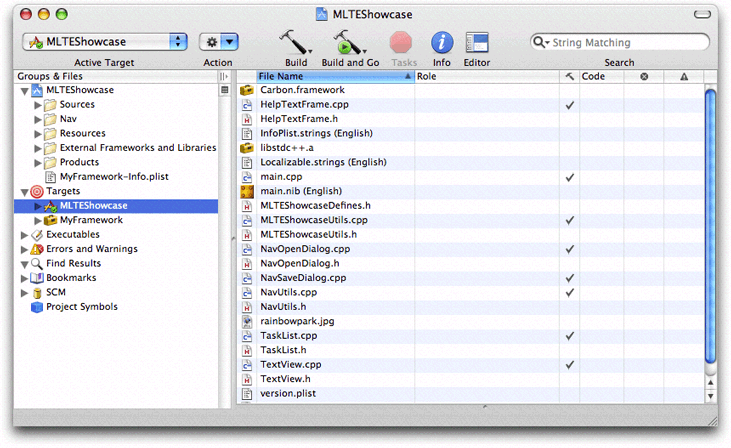 MLTEShowcase
MLTEShowcase
Active Target
Action
Build
Build and Go
Tasks
Info
Editor
String Matching
Search
Groups & Files
MLTEShowcase
Sources
Nav
Resources
External Frameworks and Libraries
Products
MyFramework-Info.plist
Targets
MLTEShowcase
MyFramework
Executables
Errors and Warnings
Find Results
Bookmarks
SCM
Project Symbols
File Name Role Code
Carbon.framework
HelpTextFrame.cpp
HelpTextFrame.h
InfoPlist.strings (English)
libstdc++.a
Localizable.strings (English)
main.cpp
main.nib (English)
MLTEShowcaseDefines.h
MLTEShowcaseUtils.cpp
MLTEShowcaseUtils.h
NavOpenDialog.cpp
NavOpenDialog.h
NavSaveDialog.cpp
NavUtils.cpp
NavUtils.h
rainbowpark.jpg
TaskList.cpp
TaskList.h
TextView.cpp
TextView.h
version.plist